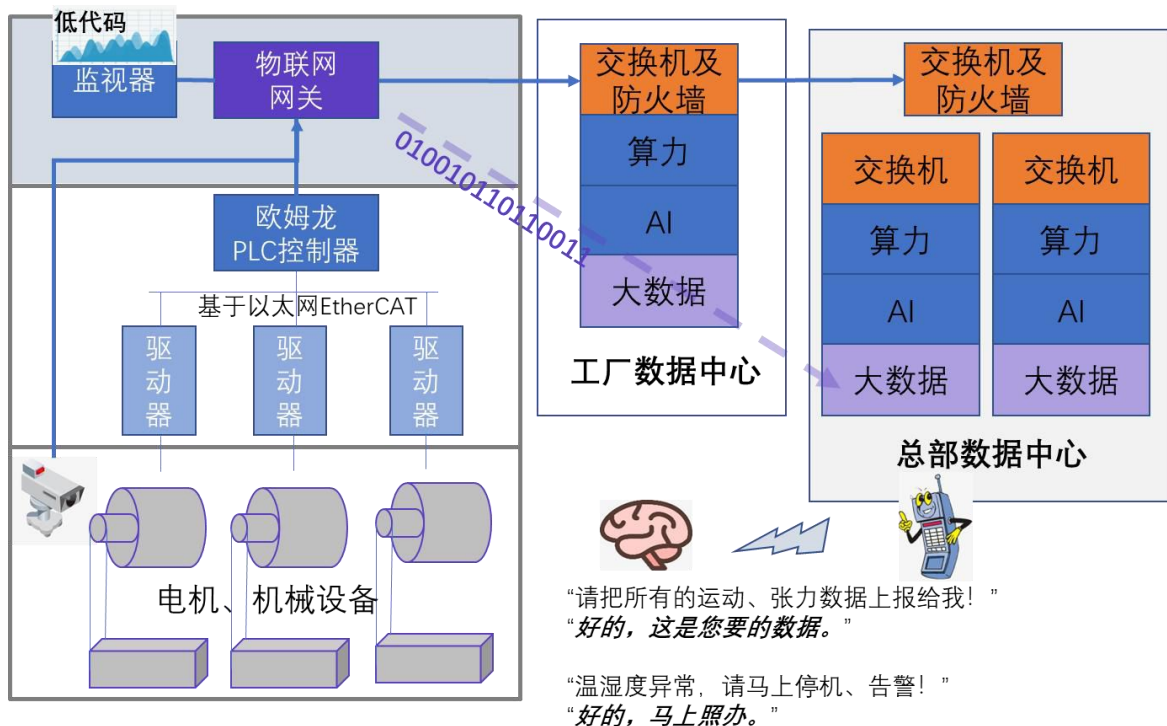 低代码
监视器
物联网
网关
010010110110011
欧姆龙
PLC控制器
基于以太网EtherCAT
驱
动
器
驱
动
器
驱
动
器
电机、机械设备
交换机及
防火墙
算力
AI
大数据
工厂数据中心
交换机及
防火墙
交换机
算力
AI
大数据
交换机
算力
AI
大数据
总部数据中心
“请把所有的运动、张力数据上报给我！”
“好的，这是您要的数据。”
“温湿度异常，请马上停机、告警！”
“好的，马上照办。”